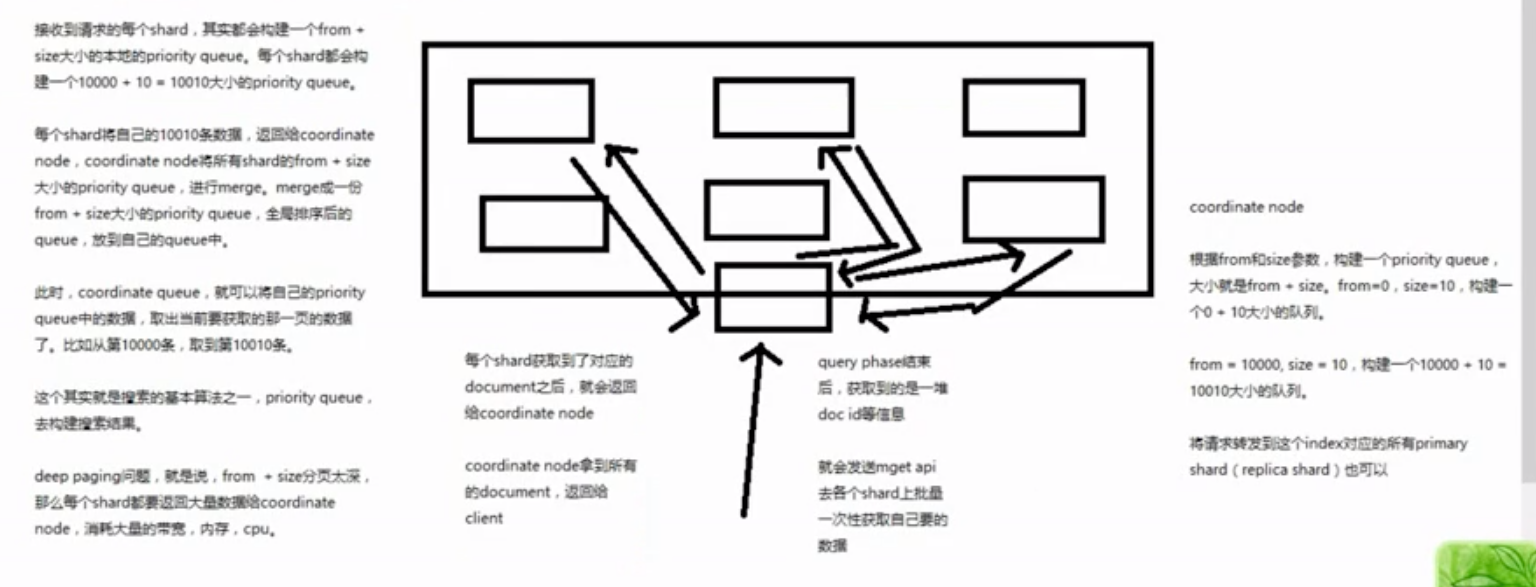 接收到请求的每个shard，其实都会构建一个from +
size大小的本地的priority queue。每个shard都会构
建一个10000 + 10 = 10010大小的priority queue。
每个shard将自己的10010条数据，返回给coordinate
node，coordinate node将所有shard的from + size
大小的priority queue，进行merge。merge成一份
from + size大小的priority queue，全局排序后的
queue，放到自己的queue中。
此时，coordinate queue，就可以将自己的priority
queue中的数据，取出当前要获取的那一页的数据
了。比如从第10000条，取到第10010条。
这个其实就是搜索的基本算法之一，priority queue，
去构建搜索结果。
deep paging问题，就是说，from + size分页太深，
那么每个shard都要返回大量数据给coordinate
node，消耗大量的带宽，内存，cpu。
每个shard获取到了对应的
document之后，就会返回
给coordinate node
coordinate node拿到所有
的document，返回给
client
query phase结束
后，获取到的是一堆
doc id等信息
就会发送mget api
去各个shard上批量
一次性获取自己要的
数据
coordinate node
根据from和size参数，构建一个priority queue，
大小就是from + size。from=0，size=10，构建一
个0 + 10大小的队列。
from = 10000, size = 10，构建一个10000 + 10 =
10010大小的队列。
将请求转发到这个index对应的所有primary
shard（replica shard）也可以